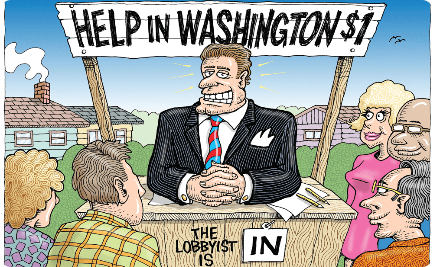 HELP IN WASHINGTON $1
THE
LOBBYIST
IS
IN